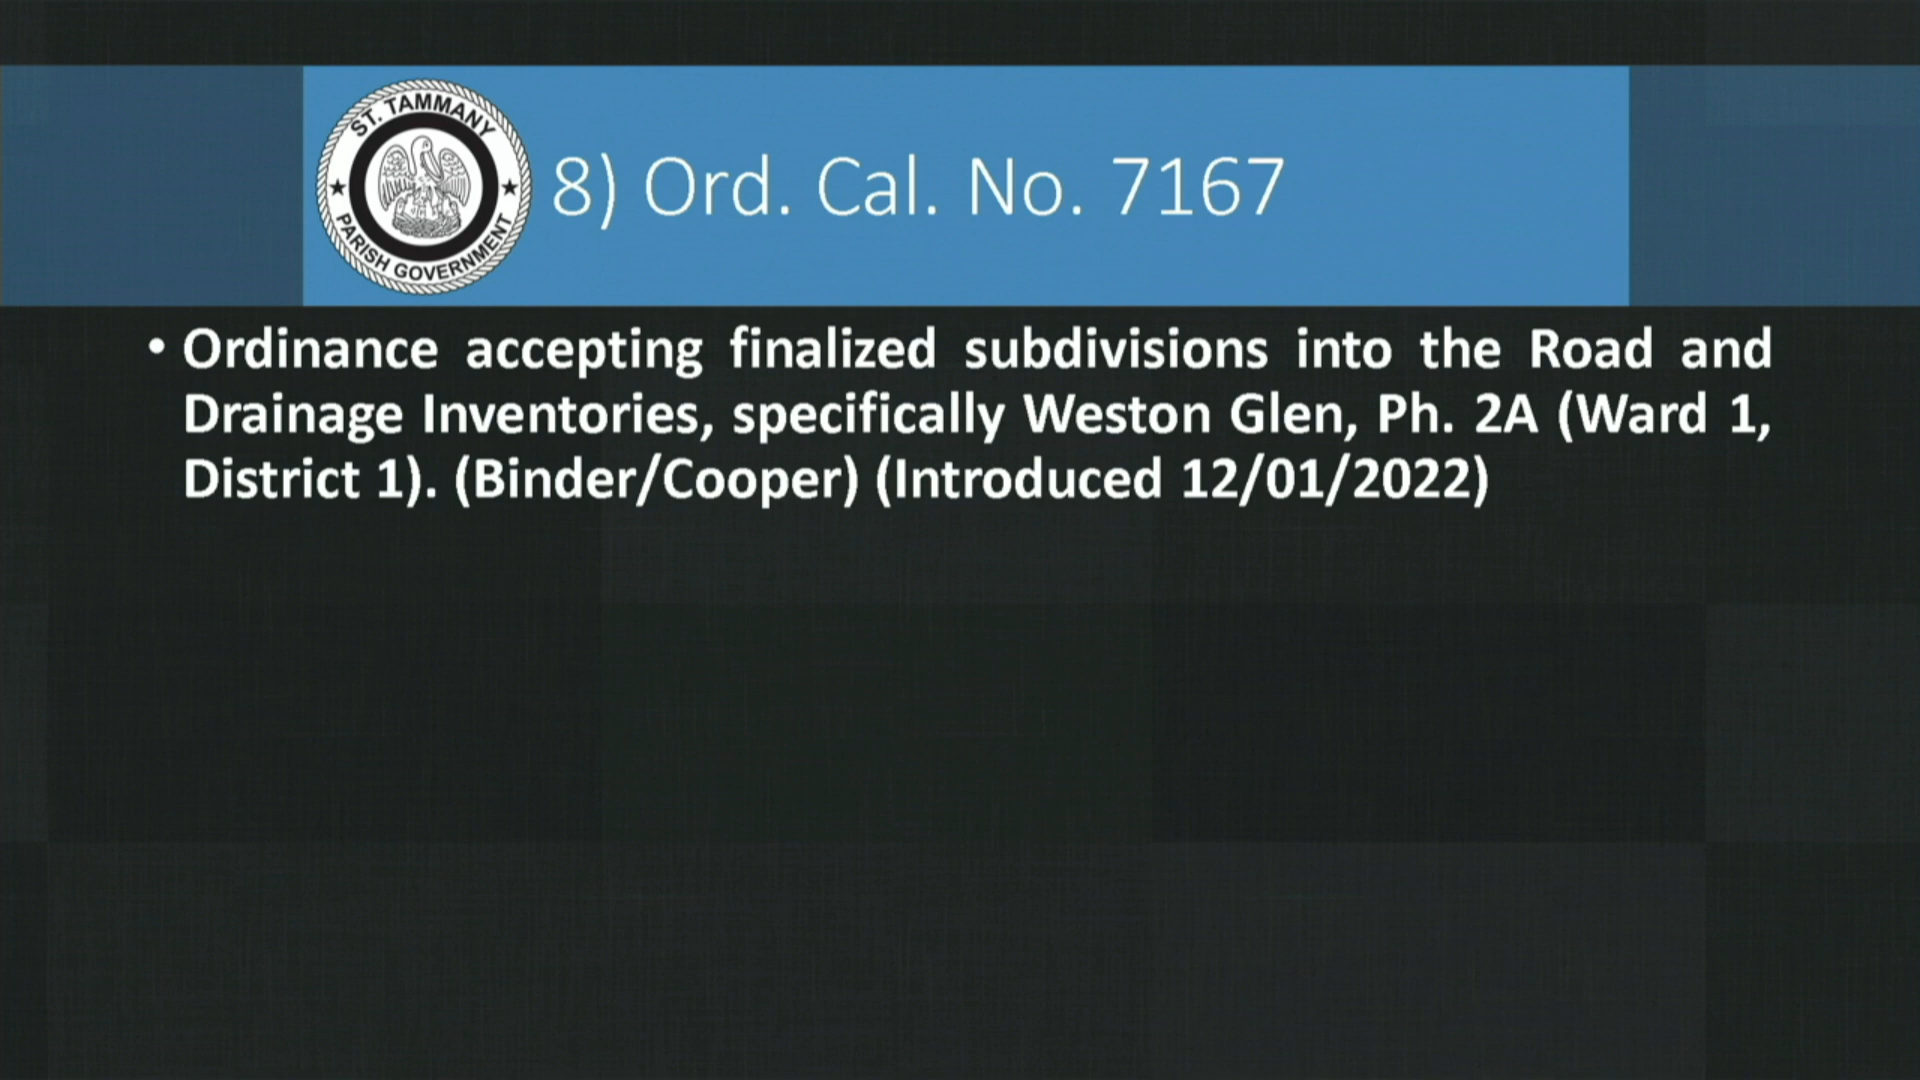 ST. TAMMANY
PARISH GOVERNMENT
8) Ord. Cal. No. 7167
• Ordinance accepting finalized subdivisions into the Road and
Drainage Inventories, specifically Weston Glen, Ph. 2A (Ward 1,
District 1). (Binder/Cooper) (Introduced 12/01/2022)